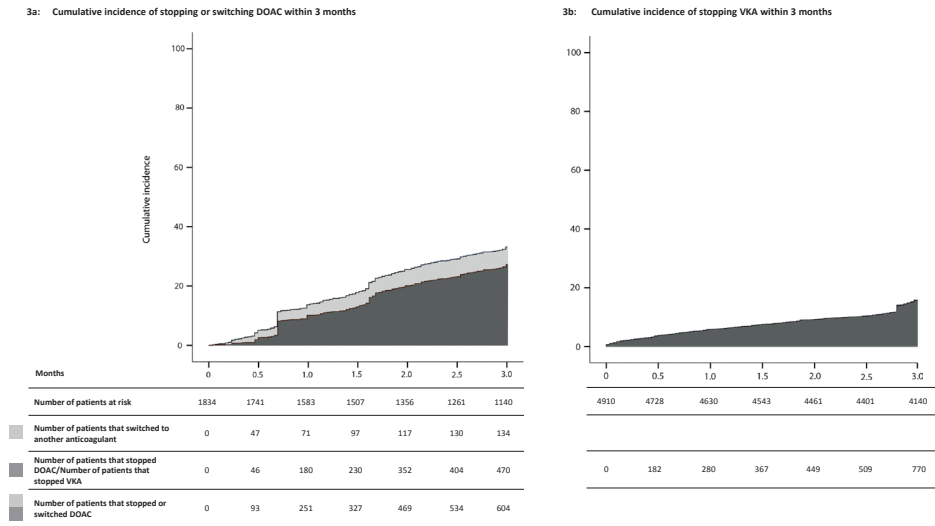 3a: Cumulative incidence of stopping or switching DOAC within 3 months
3b: Cumulative incidence of stopping VKA within 3 months
Cumulative incidence
100
80
60
40
20
0
0 0.5 1.0 1.5 2.0 2.5 3.0
100
80
60
40
20
0
0 0.5 1.0 1.5 2.0 2.5 3.0
Months
Number of patients at risk 1834 1741 1583 1507 1356 1261 1140 4910 4728 4630 4543 4461 4401 4140
Number of patients that switched to
another anticoagulant 0 47 71 97 117 130 134
Number of patients that stopped
DOAC/Number of patients that
stopped VKA 0 46 180 230 352 404 470 0 182 280 367 449 509 770
Number of patients that stopped or
switched DOAC 0 93 251 327 469 534 604